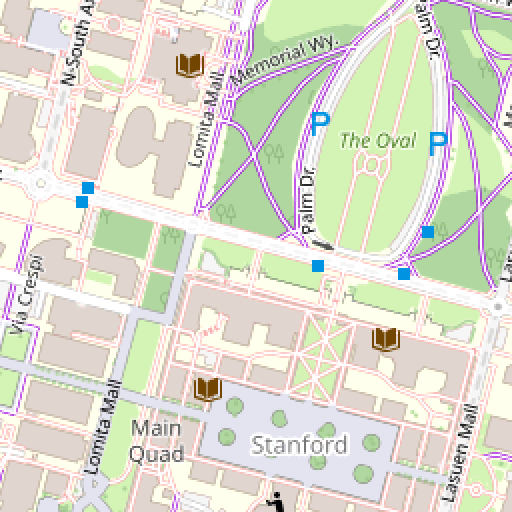 N-South Ax
Palm Dr.
Memorial Wy.
P
Lomita Mall
The Oval
P
Palm Dr.
Via Crespi
Lomita Mall
Main
Quad
Stanford
Lasuen Mall